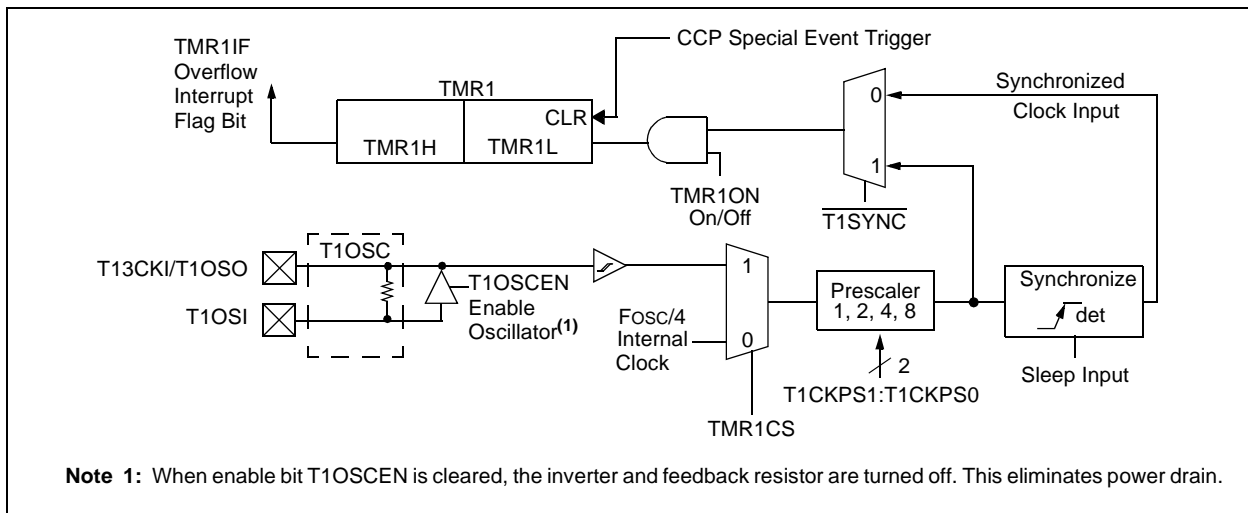 TMR1IF
Overflow
Interrupt
Flag Bit
TMR1
CCP Special Event Trigger
CLR
TMR1H
TMR1L
TMR1ON
On/Off
0
1
T1SYNC
Synchronized
Clock Input
T13CKI/T1OSO
T1OSI
T1OSC
T1OSCEN
Enable
Oscillator(1)
FOSC/4
Internal
Clock
1
0
TMR1CS
Prescaler
1, 2, 4, 8
2
T1CKPS1:T1CKPS0
Synchronize
det
Sleep Input
Note 1: When enable bit T1OSCEN is cleared, the inverter and feedback resistor are turned off. This eliminates power drain.